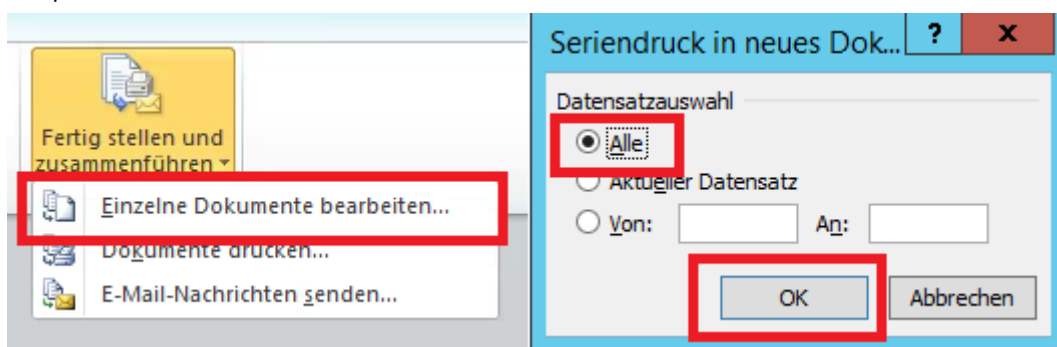 Fertig stellen und
zusammenführen
Einzelne Dokumente bearbeiten...
Dokumente drucken...
E-Mail-Nachrichten senden...
Seriendruck in neues Dok... ? x
Datensatzauswahl
Alle
Aktueller Datensatz
Von: An:
OK Abbrechen